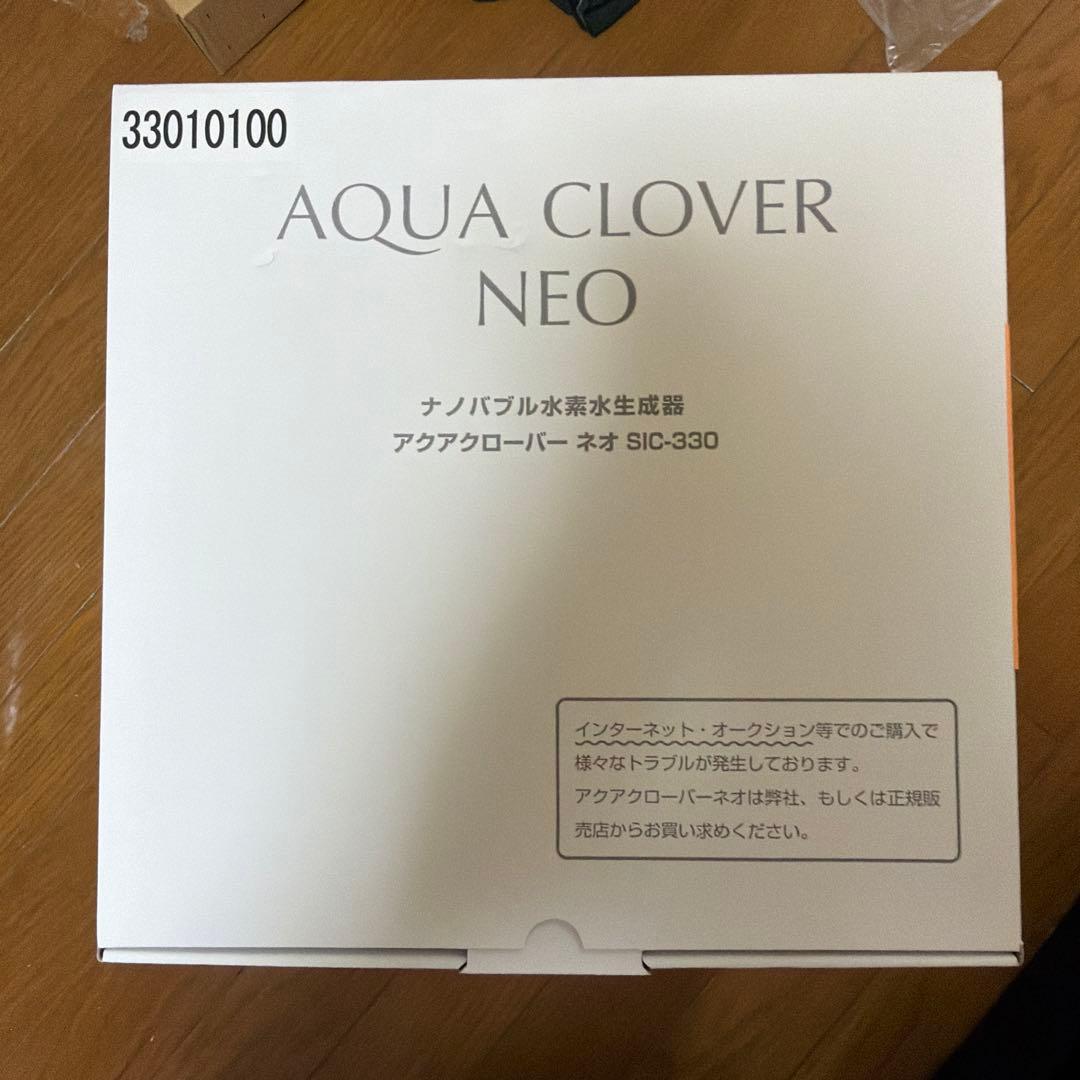 33010100
AQUA CLOVER
NEO
ナノバブル水素水生成器
アクアクローバー ネオ SIC-330
インターネット・オークション等でのご購入で
様々なトラブルが発生しております。
アクアクローバーネオは弊社、もしくは正規販
売店からお買い求めください。